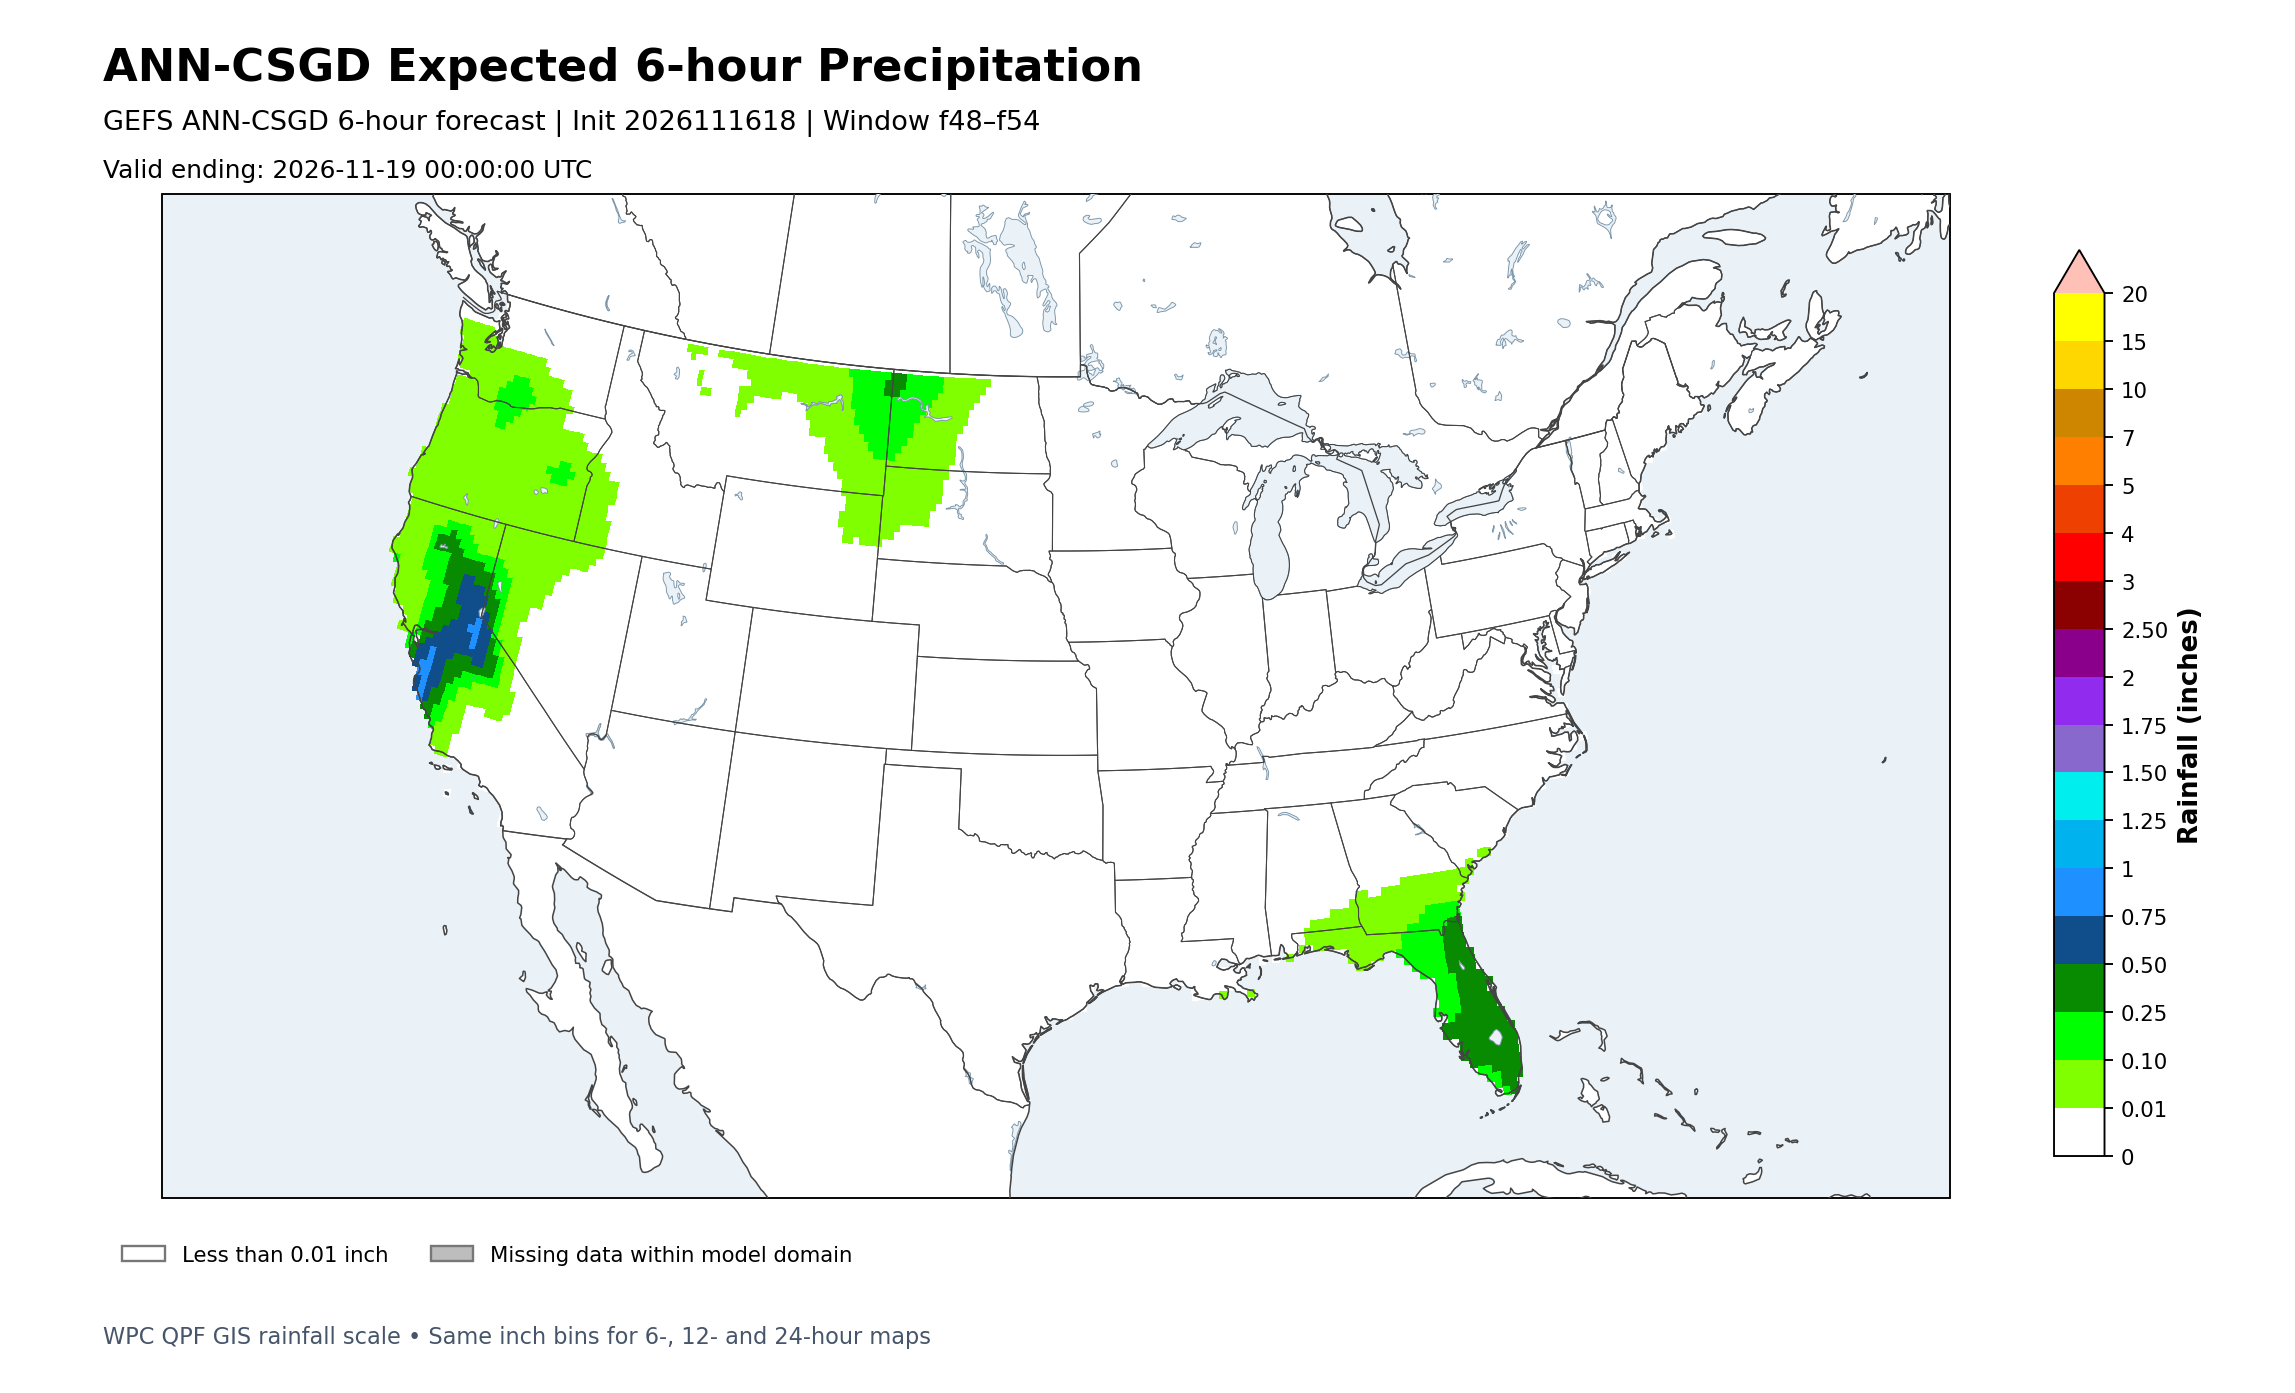 ANN-CSGD Expected 6-hour Precipitation
GEFS ANN-CSGD 6-hour forecast | Init 2026111618 | Window f48–f54
Valid ending: 2026-11-19 00:00:00 UTC
20
15
10
7
5
4
3
2.50
2
1.75
1.50
1.25
1
0.75
0.50
0.25
0.10
0.01
0
Rainfall (inches)
Less than 0.01 inch
Missing data within model domain
WPC QPF GIS rainfall scale • Same inch bins for 6-, 12- and 24-hour maps